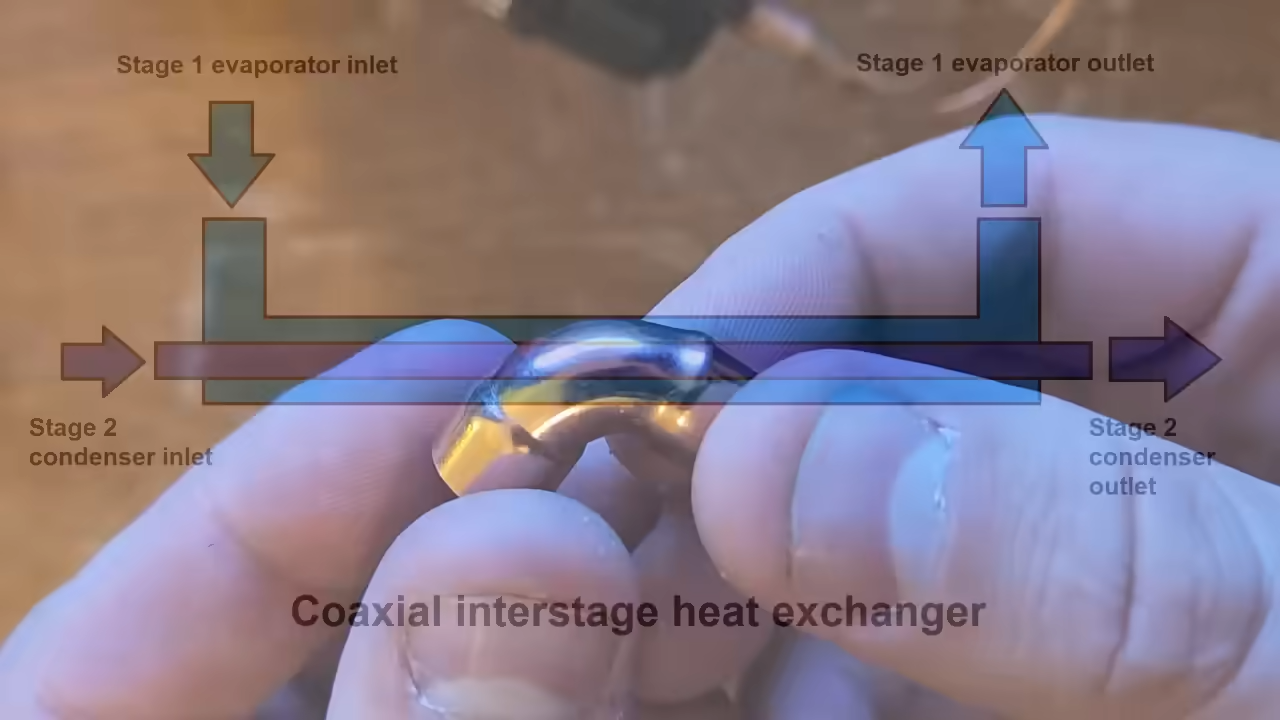 Stage 1 evaporator inlet
Stage 1 evaporator outlet
Stage 2
condenser inlet
Stage 2
condenser
outlet
Coaxial interstage heat exchanger